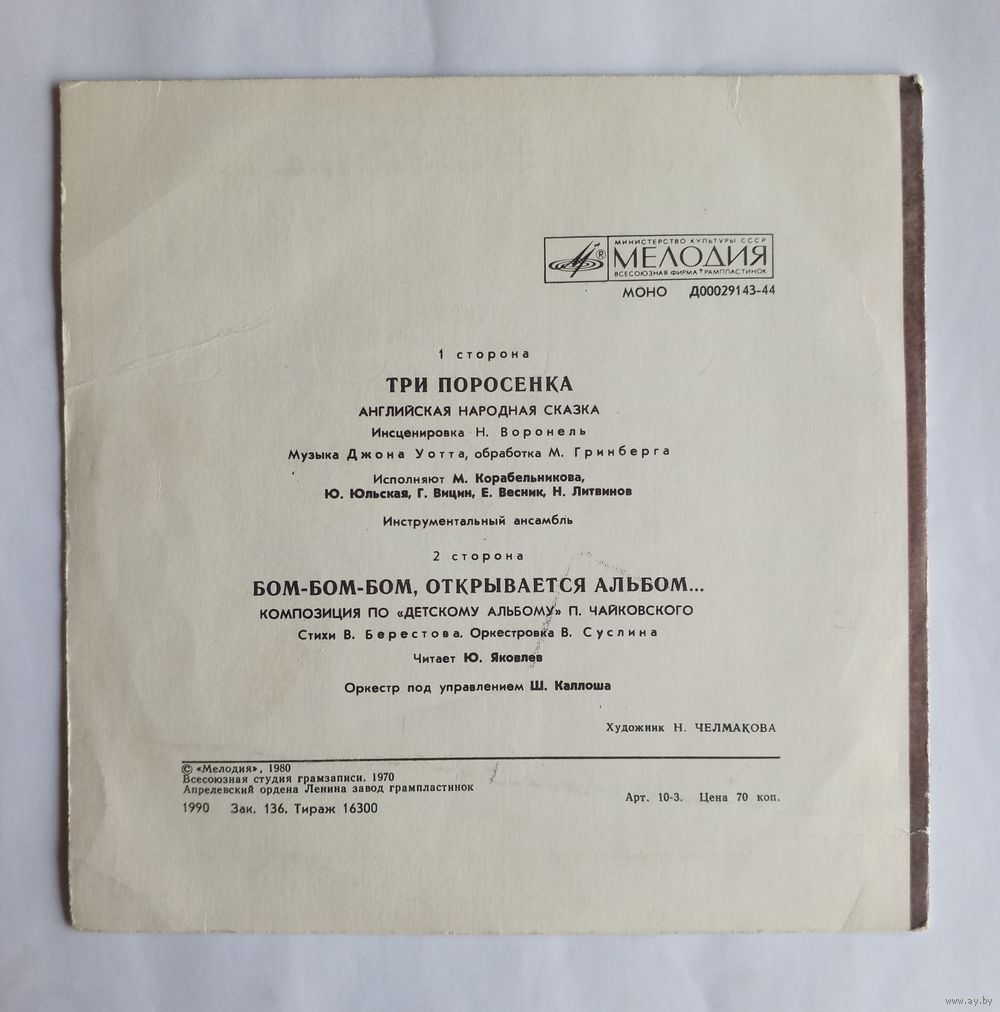 МИНИСТЕРСТВО КУЛЬТУРЫ СССР
МЕЛОДИЯ
ВСЕСОЮЗНАЯ ФИРМА ГРАМПЛАСТИНОК
МОНО Д00029143-44
1 сторона
ТРИ ПОРОСЕНКА
АНГЛИЙСКАЯ НАРОДНАЯ СКАЗКА
Инсценировка Н. Воронель
Музыка Джона Уотта, обработка М. Гринберга
Исполняют М. Корабельникова,
Ю. Юльская, Г. Вицин, Е. Весник, Н. Литвинов
Инструментальный ансамбль
2 сторона
БОМ-БОМ-БОМ, ОТКРЫВАЕТСЯ АЛЬБОМ...
КОМПОЗИЦИЯ ПО «ДЕТСКОМУ АЛЬБОМУ» П. ЧАЙКОВСКОГО
Стихи В. Берестова. Оркестровка В. Суслина
Читает Ю. Яковлев
Оркестр под управлением Ш. Каллоша
Художник Н. ЧЕЛМАКОВА
© «Мелодия», 1980
Всесоюзная студия грамзаписи. 1970
Апрелевский ордена Ленина завод грампластинок
1990 Зак. 136. Тираж 16300
Арт. 10-3. Цена 70 коп.
www.ay.by